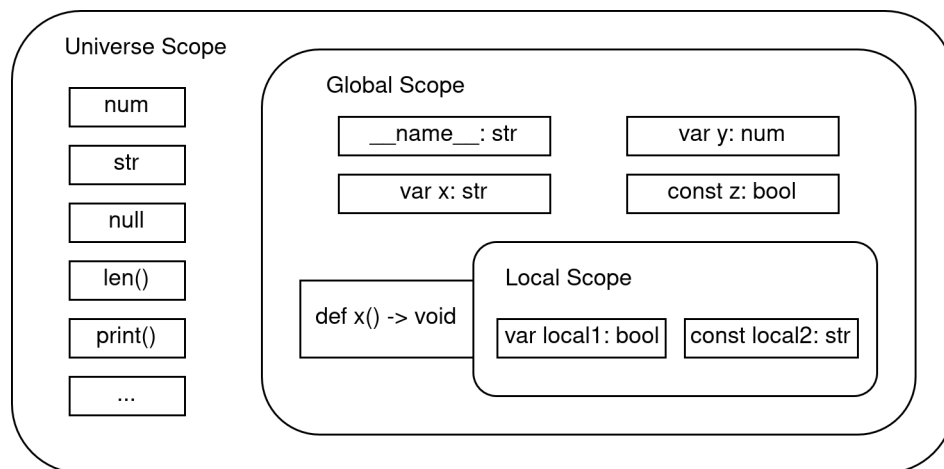 Universe Scope
num
str
null
len()
print()
...
Global Scope
__name__: str
var y: num
var x: str
const z: bool
def x() -> void
Local Scope
var local1: bool
const local2: str